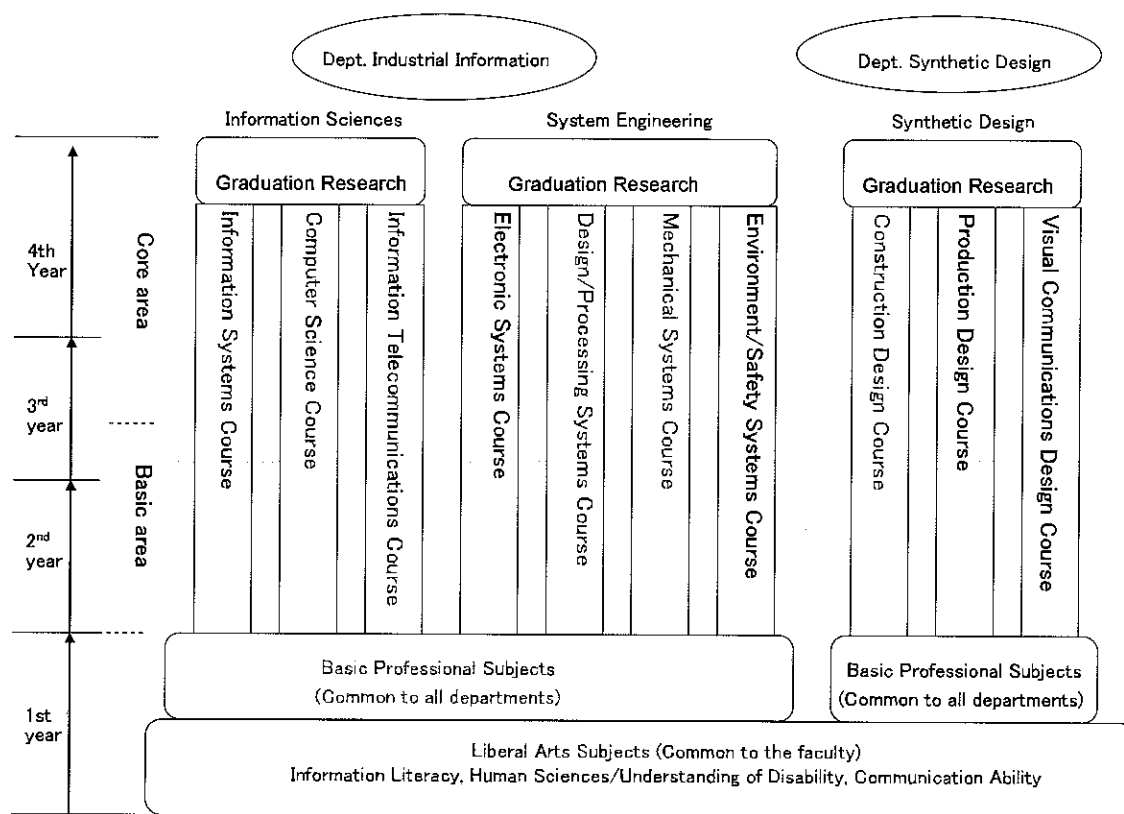 Dept. Industrial Information
Dept. Synthetic Design
Information Sciences
System Engineering
Synthetic Design
Graduation Research
Graduation Research
Graduation Research
4th
Year
3rd
year
2nd
year
1st
year
Core area
Basic area
Information Systems Course
Computer Science Course
Information Telecommunications Course
Electronic Systems Course
Design/Processing Systems Course
Mechanical Systems Course
Environment/Safety Systems Course
Construction Design Course
Production Design Course
Visual Communications Design Course
Basic Professional Subjects
(Common to all departments)
Basic Professional Subjects
(Common to all departments)
Liberal Arts Subjects (Common to the faculty)
Information Literacy, Human Sciences/Understanding of Disability, Communication Ability